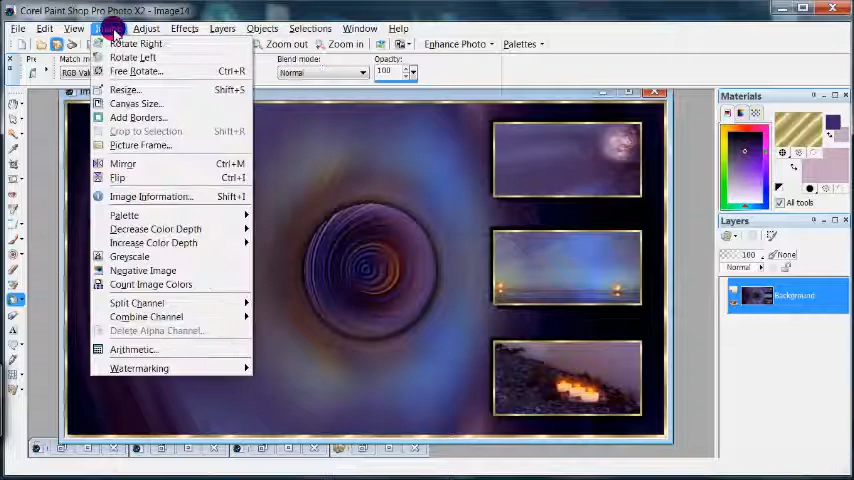 Corel Paint Shop Pro Photo X2 - Image14
File Edit View Image Adjust Effects Layers Objects Selections Window Help
Zoom out Zoom in Enhance Photo Palettes
Blend mode: Opacity:
RGB Normal 100
Rotate Right
Rotate Left
Free Rotate... Ctrl+R
Resize... Shift+S
Canvas Size...
Add Borders...
Crop to Selection Shift+R
Picture Frame...
Mirror Ctrl+M
Flip Ctrl+I
Image Information... Shift+I
Palette
Decrease Color Depth
Increase Color Depth
Greyscale
Negative Image
Count Image Colors
Split Channel
Combine Channel
Delete Alpha Channel...
Arithmetic...
Watermarking
Materials
All tools
Layers
100 None
Normal
Background